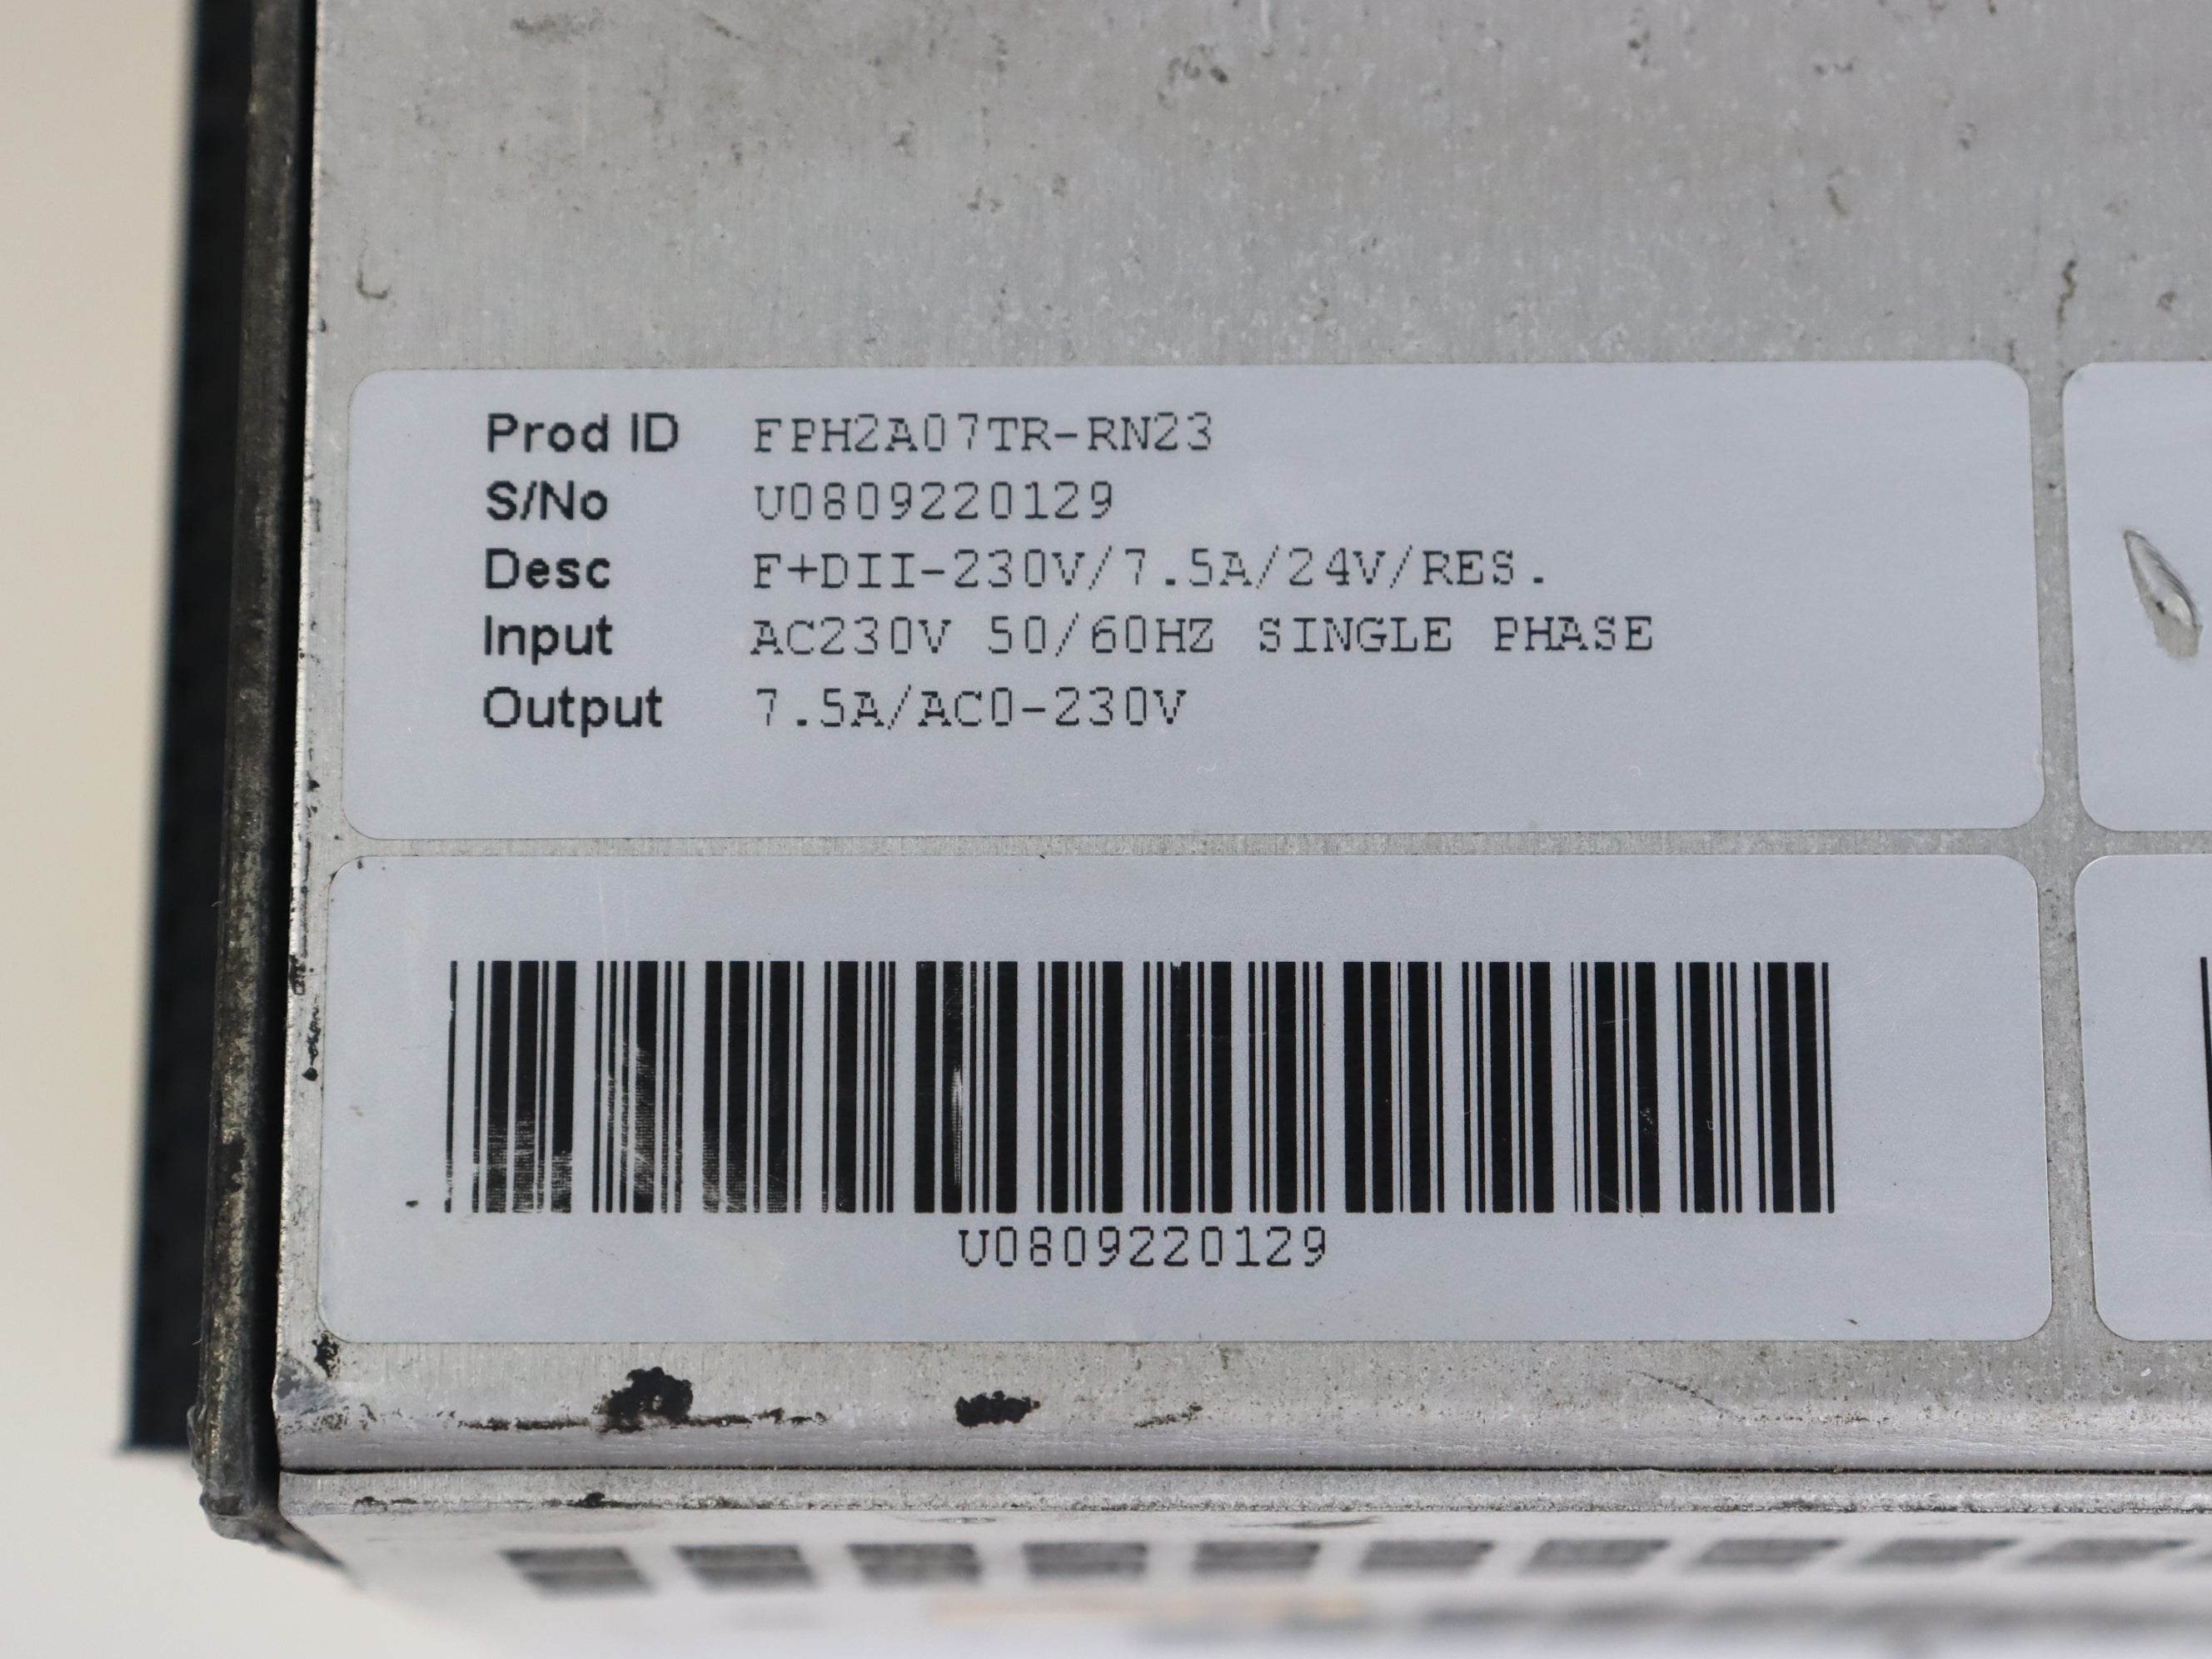 Prod ID FPH2A07TR-RN23
S/No U0809220129
Desc F+DII-230V/7.5A/24V/RES.
Input AC230V 50/60HZ SINGLE PHASE
Output 7.5A/AC0-230V
U0809220129